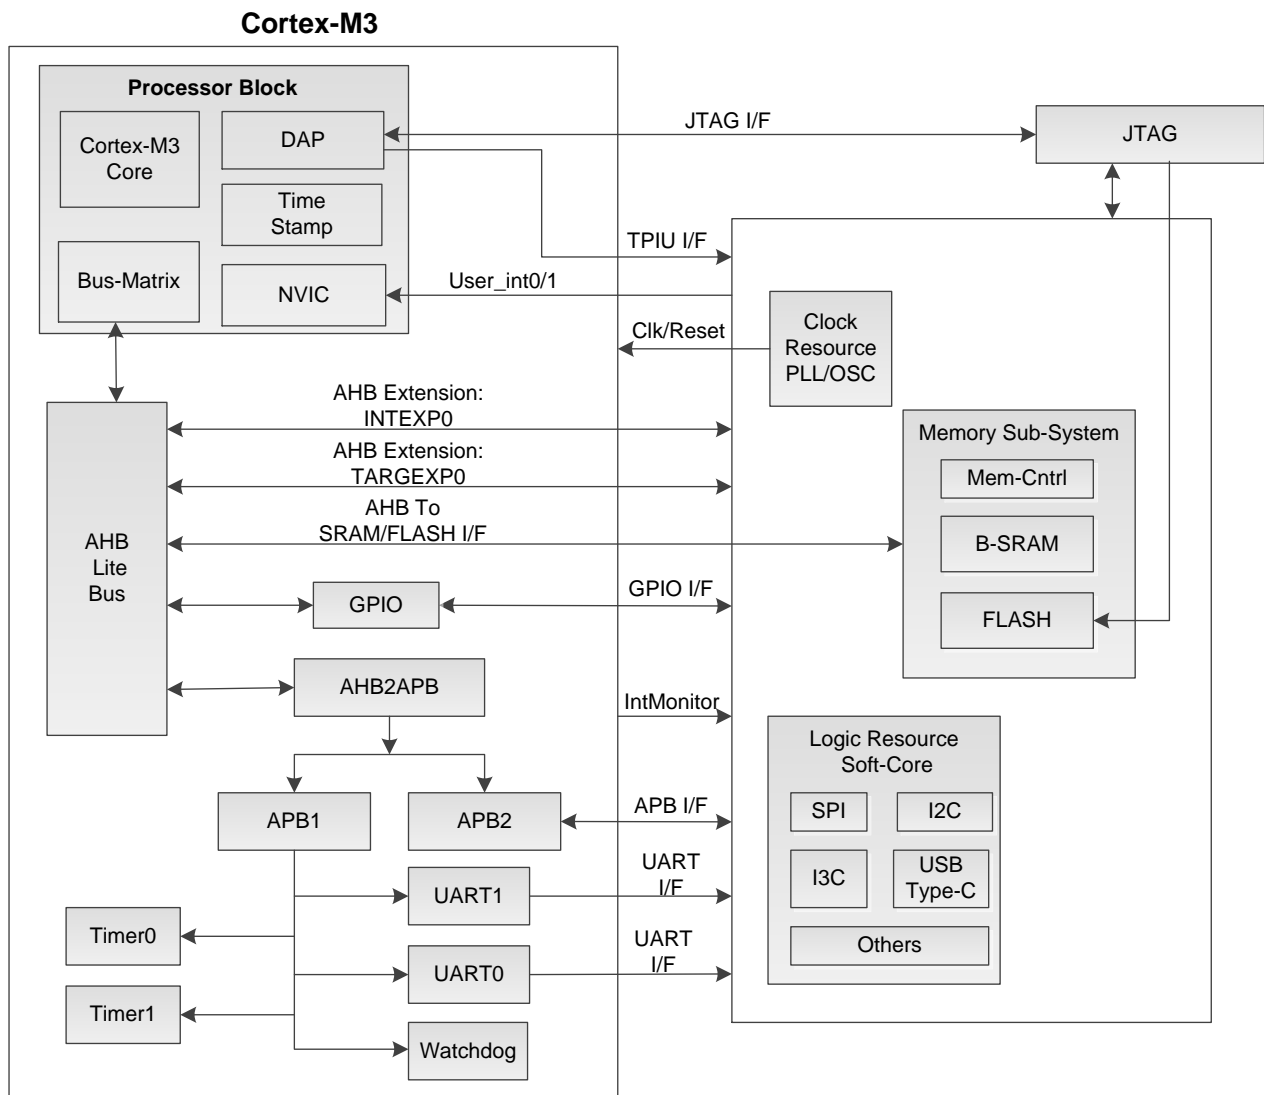 Cortex-M3
Processor Block
Cortex-M3
Core
DAP
Time
Stamp
Bus-Matrix
NVIC
JTAG I/F
JTAG
TPIU I/F
User_int0/1
Clk/Reset
Clock
Resource
PLL/OSC
AHB Extension:
INTEXP0
AHB Extension:
TARGEXP0
AHB To
SRAM/FLASH I/F
AHB
Lite
Bus
GPIO
GPIO I/F
Memory Sub-System
Mem-Cntrl
B-SRAM
FLASH
AHB2APB
IntMonitor
APB1
APB2
APB I/F
Logic Resource
Soft-Core
SPI
I2C
I3C
USB
Type-C
Others
UART1
UART
I/F
Timer0
UART0
UART
I/F
Timer1
Watchdog